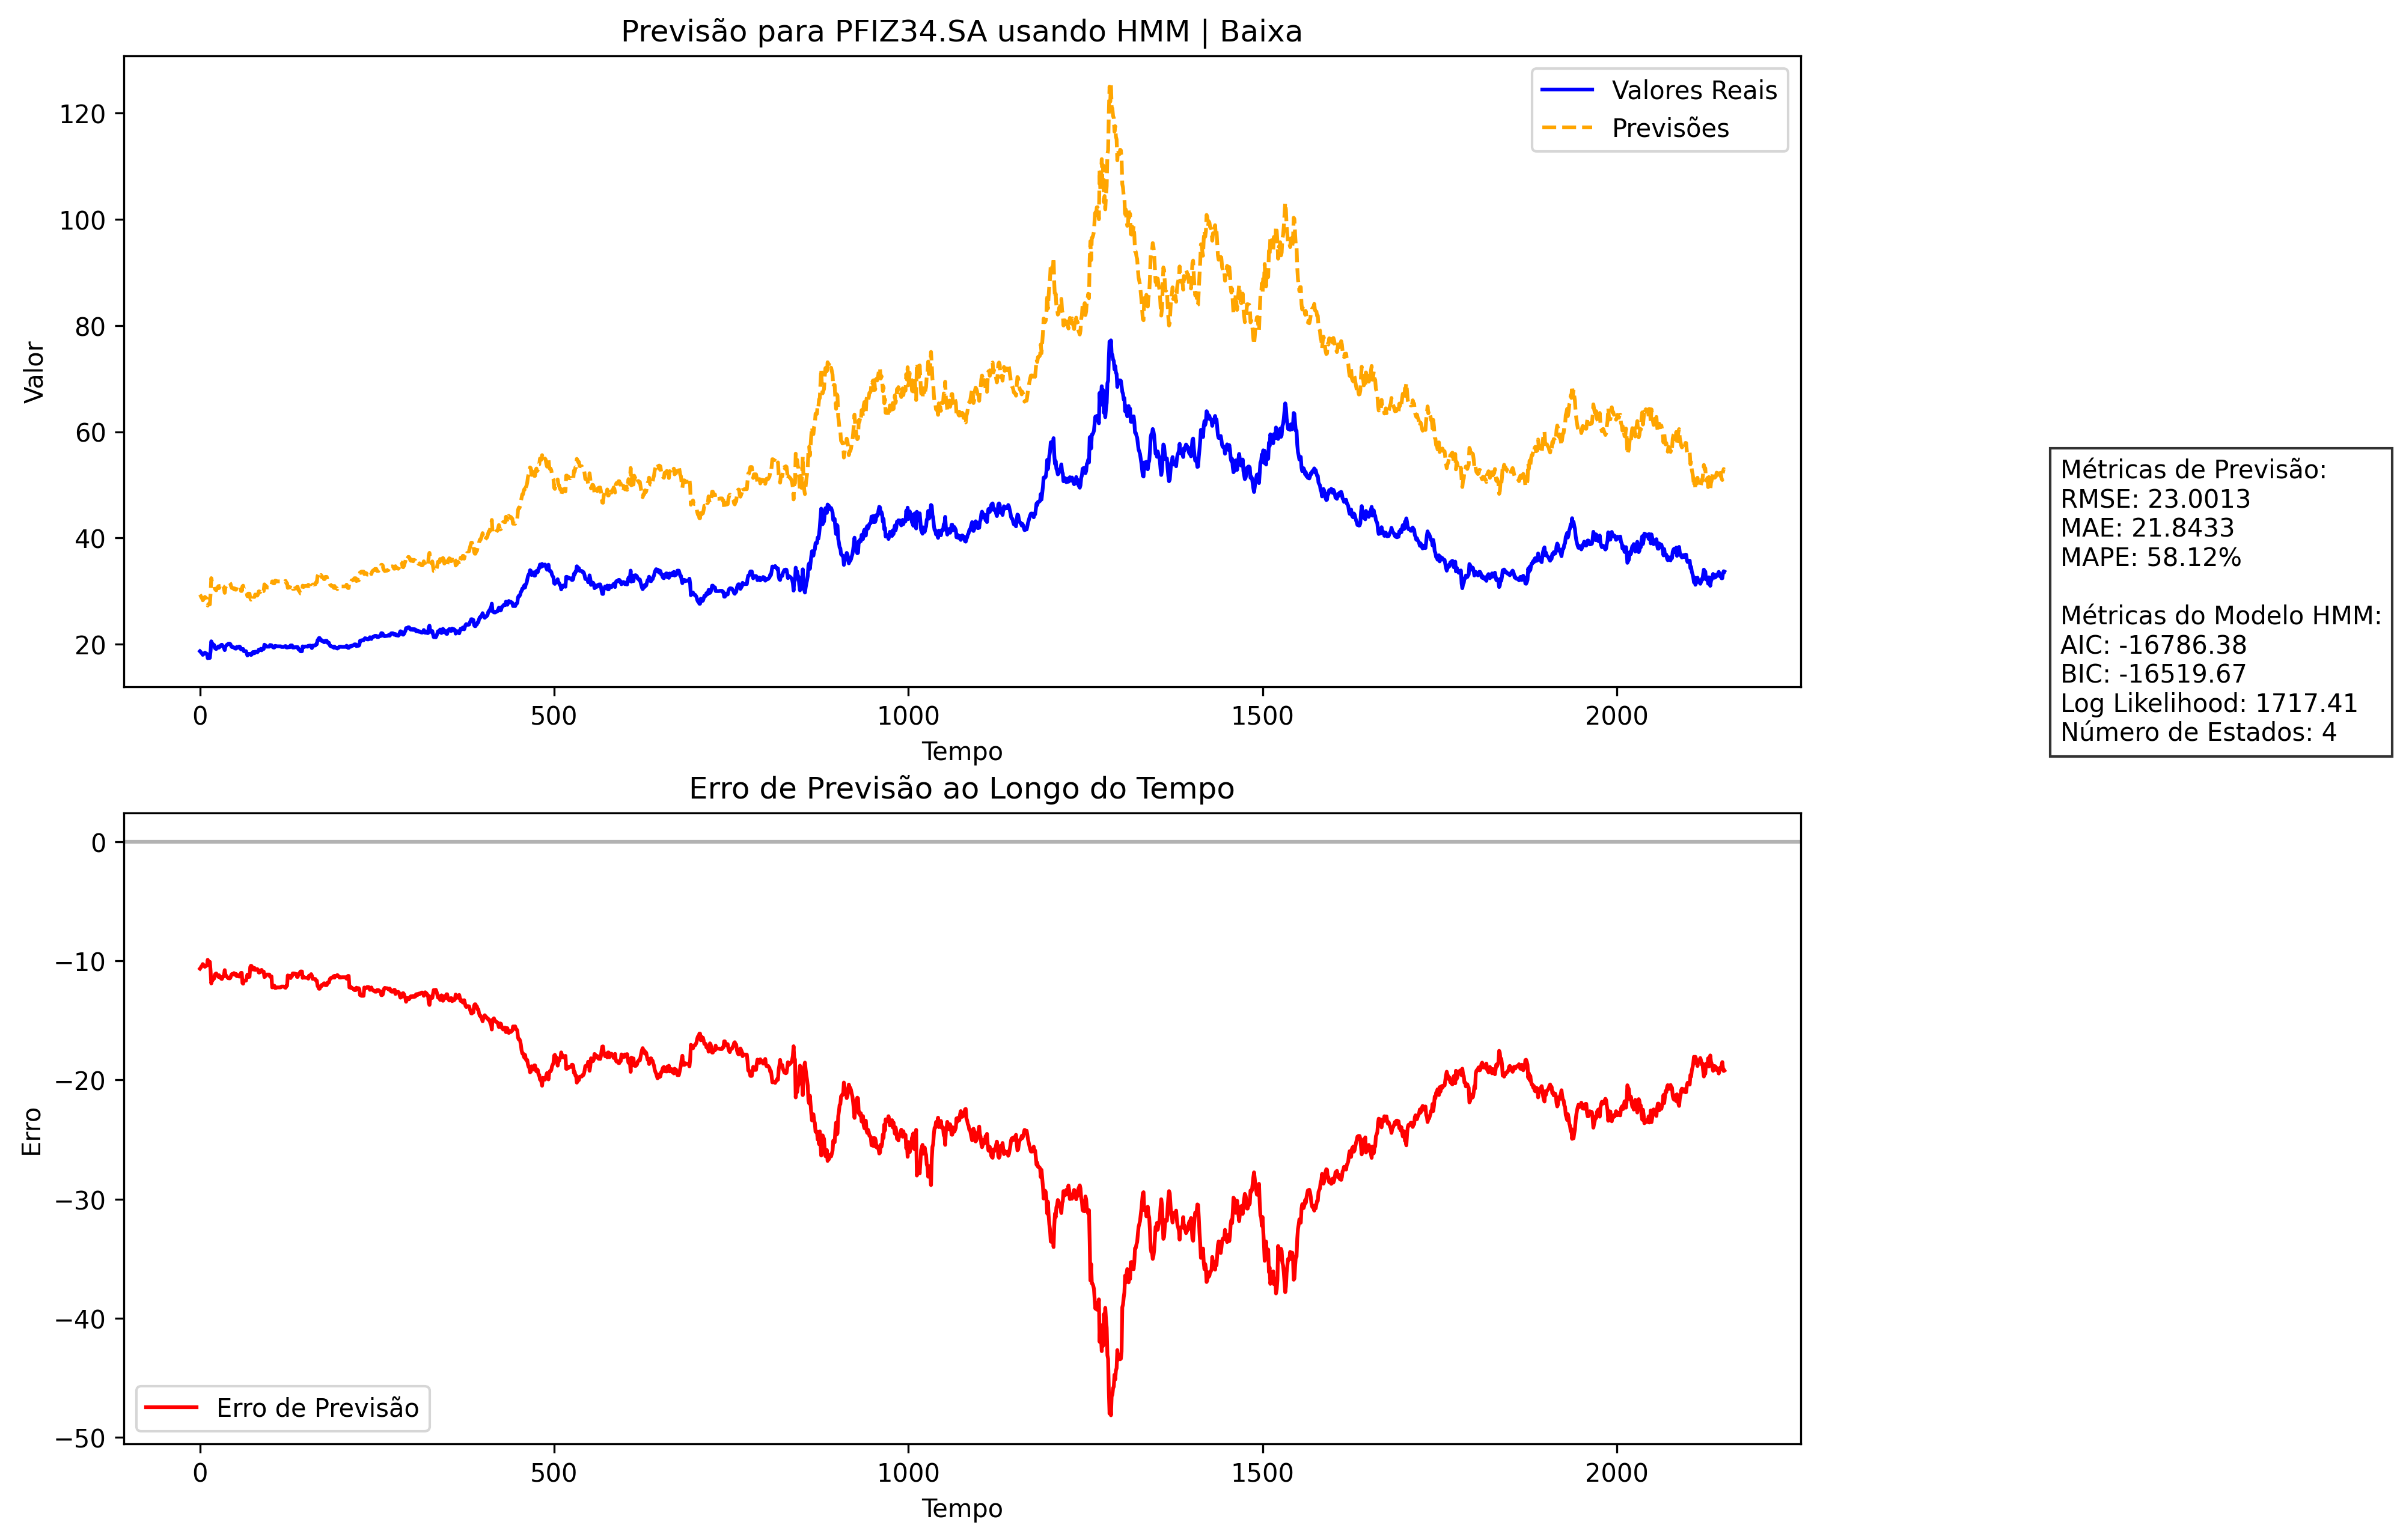 Previsão para PFIZ34.SA usando HMM | Baixa
Valores Reais
Previsões
Valor
120
100
80
60
40
20
0
500
1000
1500
2000
Tempo
Métricas de Previsão:
RMSE: 23.0013
MAE: 21.8433
MAPE: 58.12%
Métricas do Modelo HMM:
AIC: -16786.38
BIC: -16519.67
Log Likelihood: 1717.41
Número de Estados: 4
Erro de Previsão ao Longo do Tempo
Erro
0
−10
−20
−30
−40
−50
Erro de Previsão
0
500
1000
1500
2000
Tempo